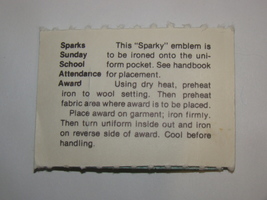 Sparks This "Sparky" emblem is
Sunday to be ironed onto the uni-
School form pocket. See handbook
Attendance for placement.
Award Using dry heat, preheat
iron to wool setting. Then preheat
fabric area where award is to be placed.
Place award on garment; iron firmly.
Then turn uniform inside out and iron
on reverse side of award. Cool before
handling.